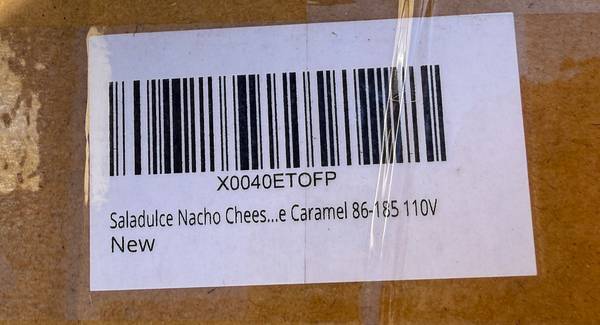 X0040ETOFP
Saladulce Nacho Chees...e Caramel 86-185 110V
New